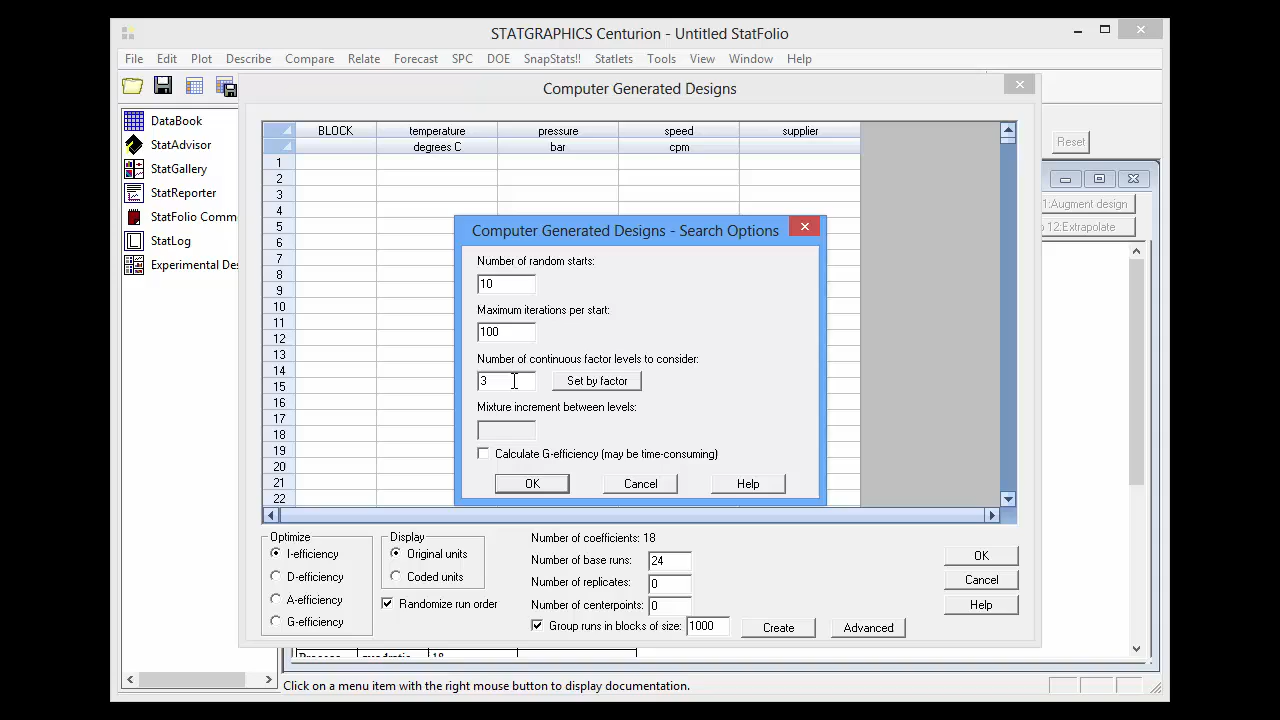 STATGRAPHICS Centurion - Untitled StatFolio
File Edit Plot Describe Compare Relate Forecast SPC DOE SnapStats!! Statlets Tools View Window Help
Computer Generated Designs
DataBook
StatAdvisor
StatGallery
StatReporter
StatFolio Comm
StatLog
Experimental Des
Reset
1:Augment design
12:Extrapolate
BLOCK temperature pressure speed supplier
degrees C bar cpm
1
2
3
4
5
6
7
8
9
10
11
12
13
14
15
16
17
18
19
20
21
22
Computer Generated Designs - Search Options
Number of random starts:
10
Maximum iterations per start:
100
Number of continuous factor levels to consider:
3 Set by factor
Mixture increment between levels:
Calculate G-efficiency (may be time-consuming)
OK Cancel Help
Optimize
I-efficiency
D-efficiency
A-efficiency
G-efficiency
Display
Original units
Coded units
Randomize run order
Number of coefficients: 18
Number of base runs: 24
Number of replicates: 0
Number of centerpoints: 0
Group runs in blocks of size: 1000
Create Advanced
OK
Cancel
Help
Process quadratic 18
Click on a menu item with the right mouse button to display documentation.